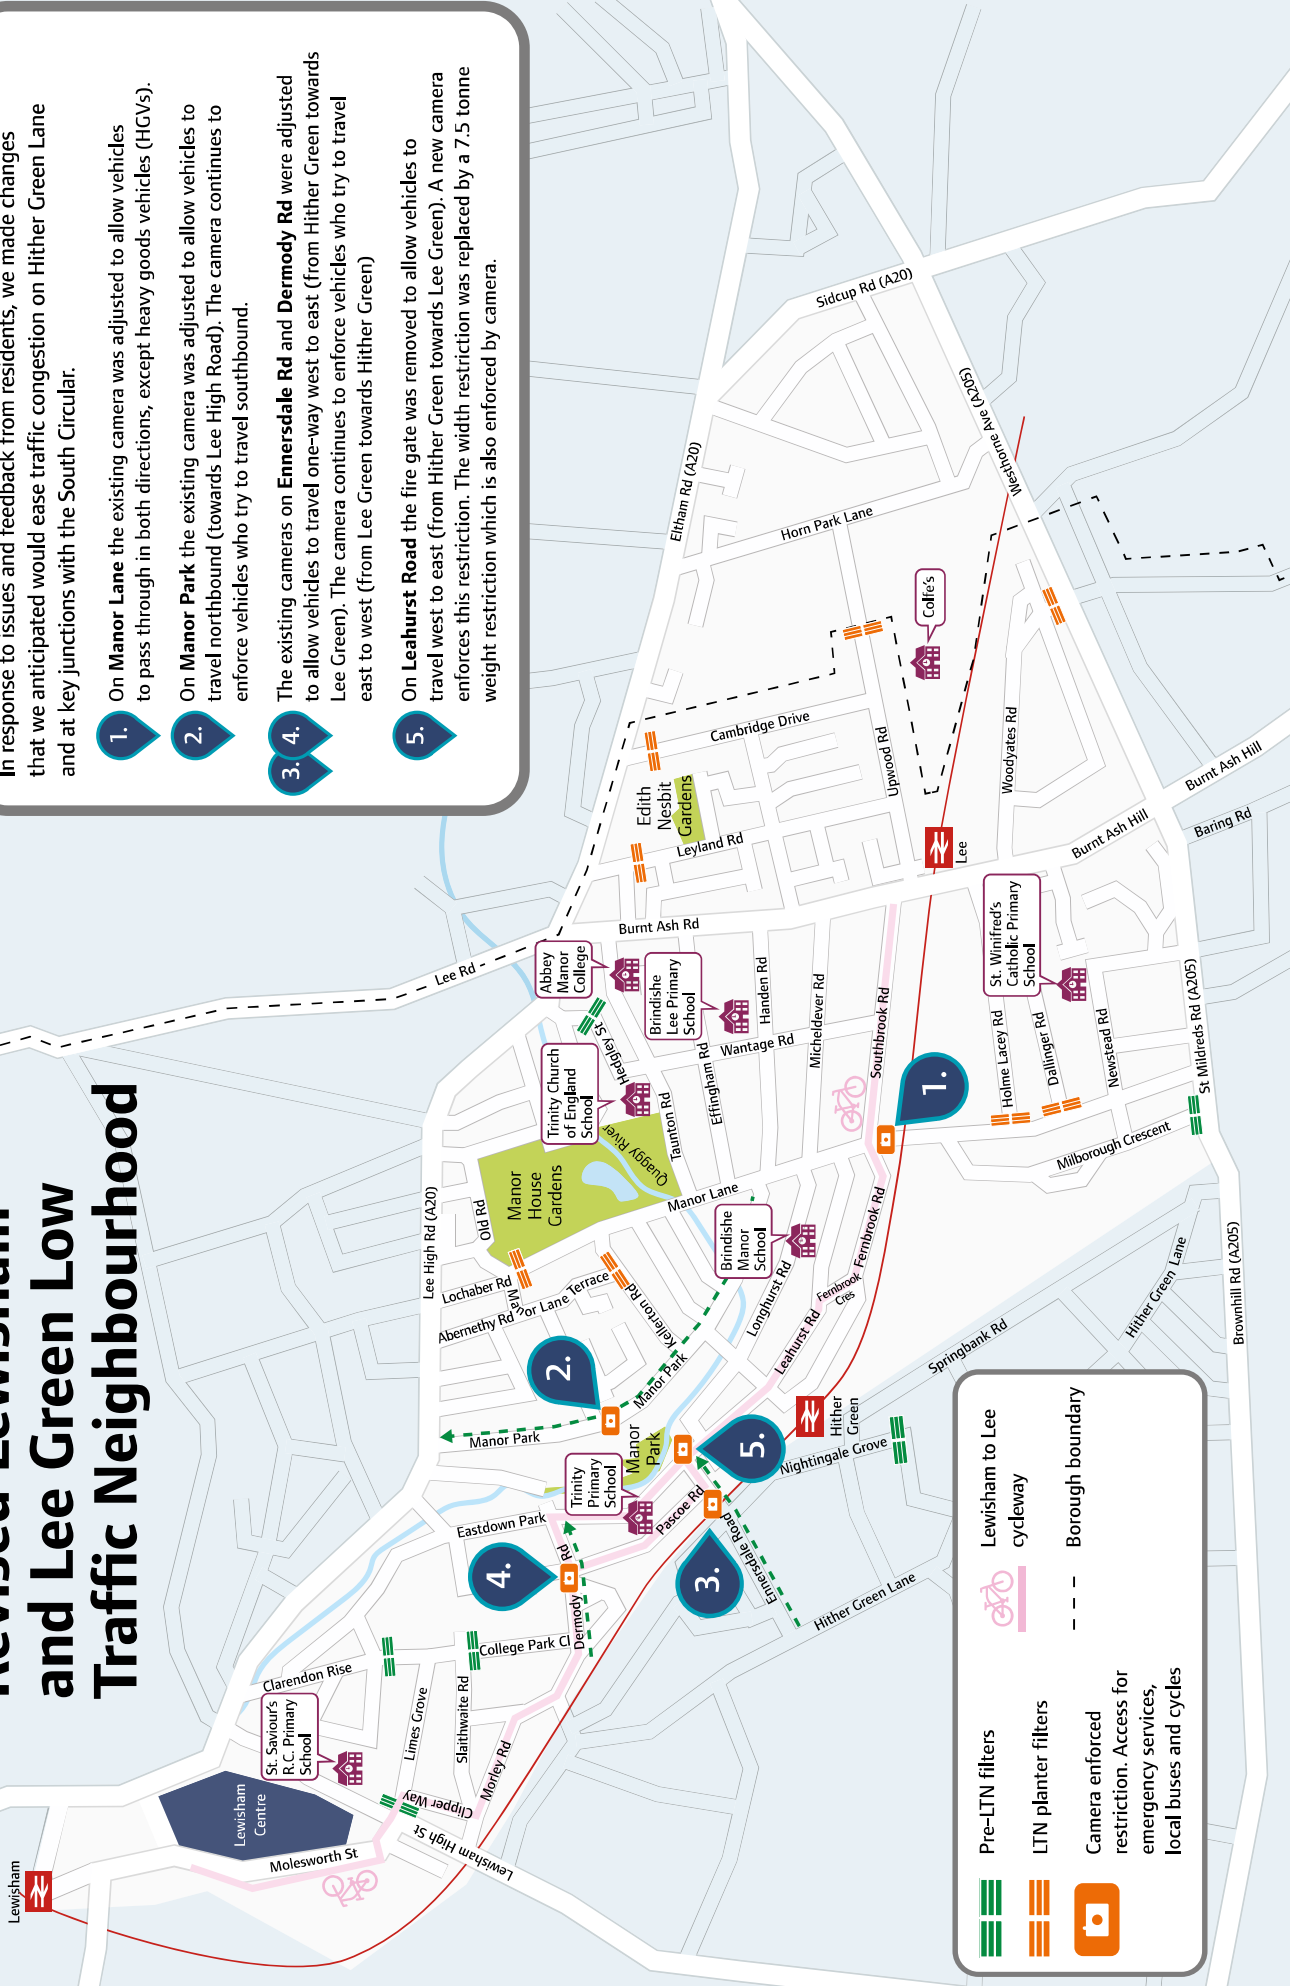 Revised Lewisham
and Lee Green Low
Traffic Neighbourhood
In response to issues and feedback from residents, we made changes
that we anticipated would ease traffic congestion on Hither Green Lane
and at key junctions with the South Circular.
1.
On Manor Lane the existing camera was adjusted to allow vehicles
to pass through in both directions, except heavy goods vehicles (HGVs).
2.
On Manor Park the existing camera was adjusted to allow vehicles to
travel northbound (towards Lee High Road). The camera continues to
enforce vehicles who try to travel southbound.
3.
4.
The existing cameras on Ennersdale Rd and Dermody Rd were adjusted
to allow vehicles to travel one-way west to east (from Hither Green towards
Lee Green). The camera continues to enforce vehicles who try to travel
east to west (from Lee Green towards Hither Green)
5.
On Leahurst Road the fire gate was removed to allow vehicles to
travel west to east (from Hither Green towards Lee Green). A new camera
enforces this restriction. The width restriction was replaced by a 7.5 tonne
weight restriction which is also enforced by camera.
Lewisham
Lewisham
Centre
Molesworth St
St. Saviour's
R.C. Primary
School
Clarendon Rise
Limes Grove
Slaithwaite Rd
Clipper Way
Lewisham High St
Morley Rd
College Park Cl
Dermody
Rd
4.
Eastdown Park
Trinity
Primary
School
Pascoe Rd
3.
Ennersdale Road
Hither Green Lane
Nightingale Grove
5.
Hither
Green
Manor
Park
Manor Park
Manor Park
2.
Kellerton Rd
Abernethy Rd
Lochaber Rd
Manor Lane Terrace
Old Rd
Lee High Rd (A20)
Manor
House
Gardens
Quaggy River
Manor Lane
Brindishe
Manor
School
Longhurst Rd
Leahurst Rd
Fernbrook
Cres
Fernbrook Rd
Springbank Rd
Hither Green Lane
Brownhill Rd (A205)
Trinity Church
of England
School
Hedgley St
Taunton Rd
Effingham Rd
Abbey
Manor
College
Brindishe
Lee Primary
School
Handen Rd
Wantage Rd
Micheldever Rd
Southbrook Rd
1.
Holme Lacey Rd
Dallinger Rd
Newstead Rd
Milborough Crescent
St Mildreds Rd (A205)
St. Winifred's
Catholic Primary
School
Lee Rd
Burnt Ash Rd
Leyland Rd
Edith
Nesbit
Gardens
Cambridge Drive
Upwood Rd
Lee
Woodyates Rd
Burnt Ash Hill
Burnt Ash Hill
Baring Rd
Colfe's
Eltham Rd (A20)
Horn Park Lane
Westhorne Ave (A205)
Sidcup Rd (A20)
Pre-LTN filters
LTN planter filters
Camera enforced
restriction. Access for
emergency services,
local buses and cycles
Lewisham to Lee
cycleway
Borough boundary